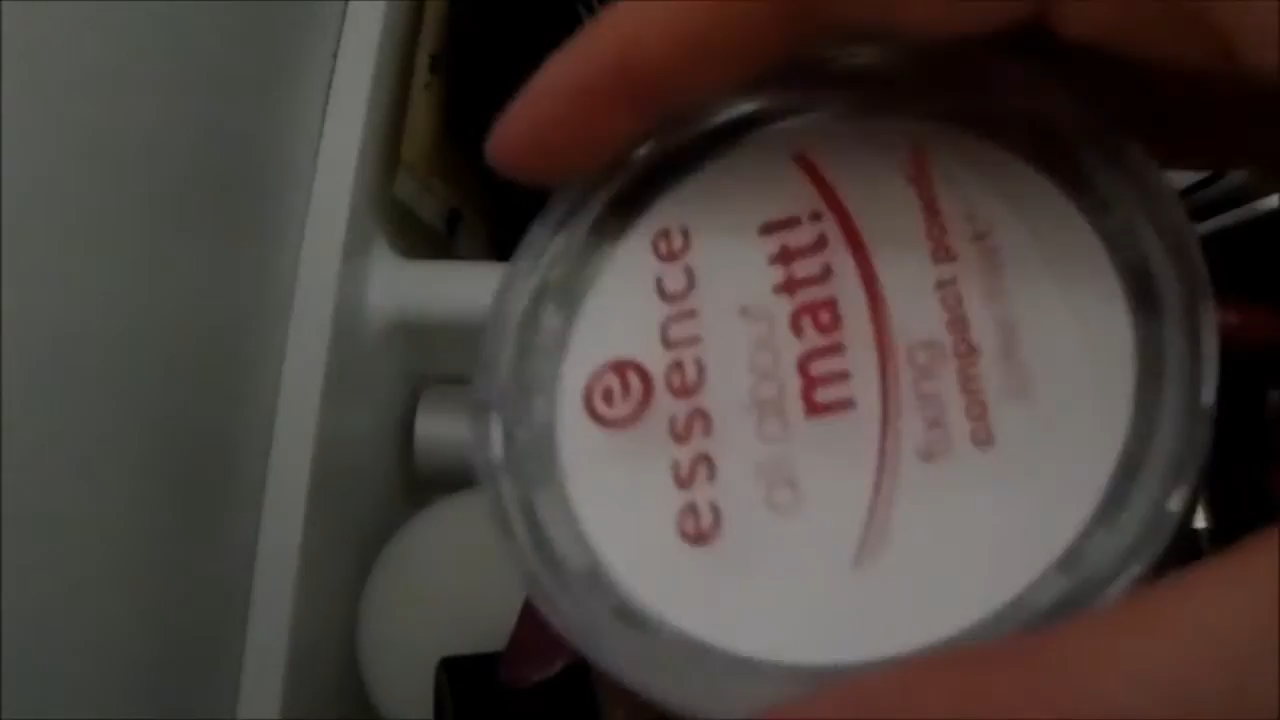 e
essence
all about
matt!
fixing
compact powder